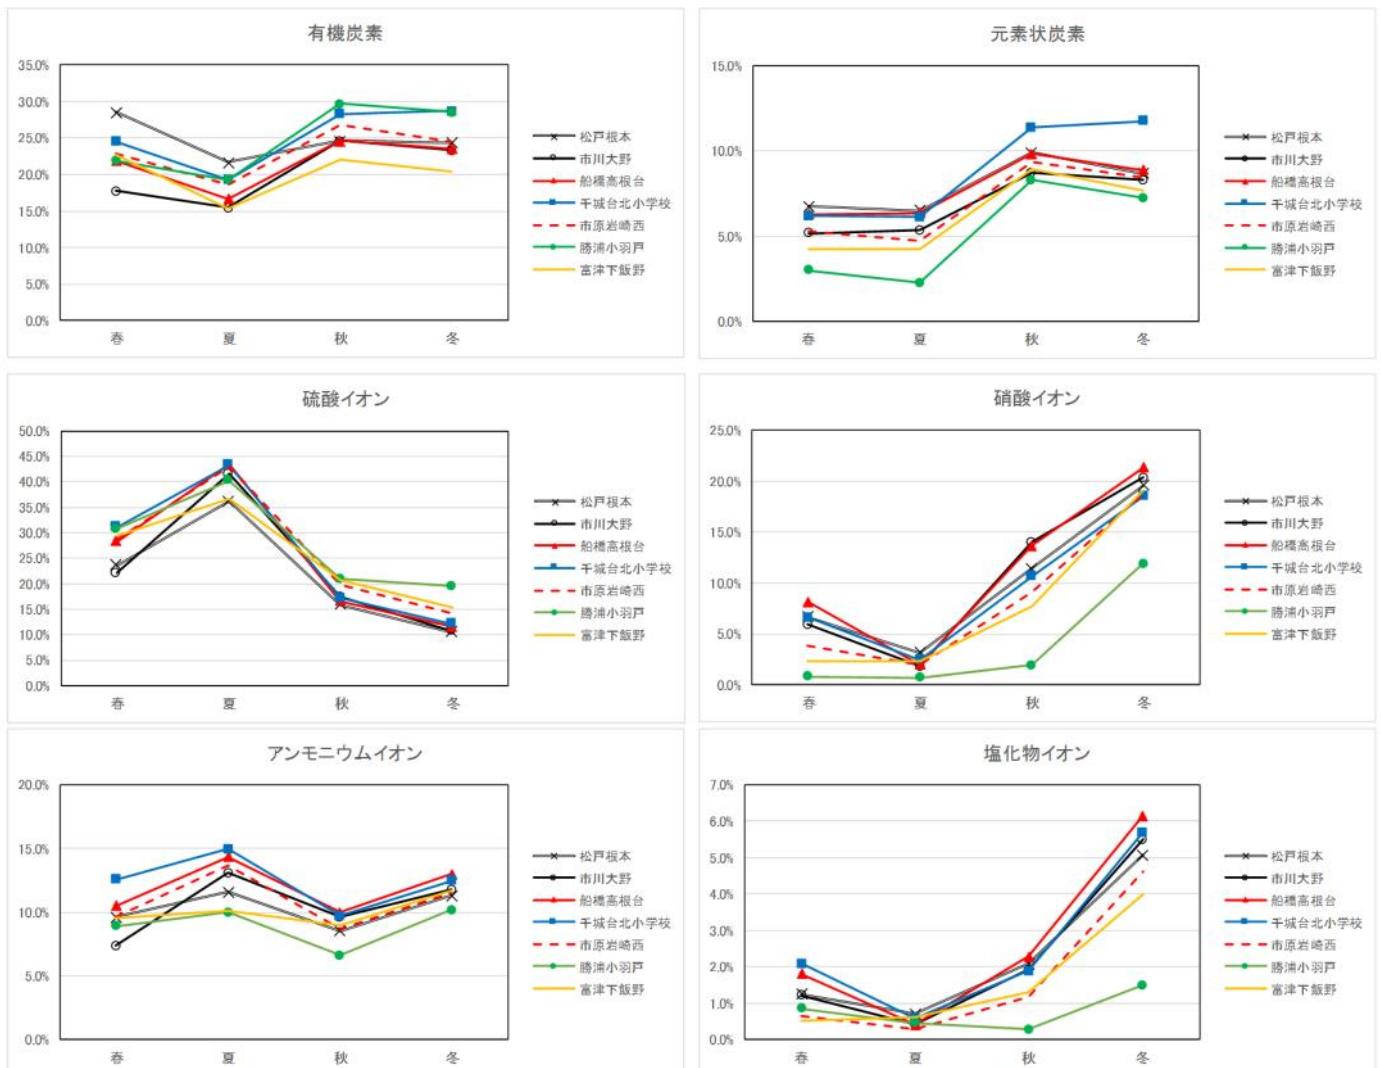 有機炭素
35.0%
30.0%
25.0%
20.0%
15.0%
10.0%
5.0%
0.0%
春 夏 秋 冬
松戸根本
市川大野
船橋高根台
千城台北小学校
市原岩崎西
勝浦小羽戸
富津下飯野
元素状炭素
15.0%
10.0%
5.0%
0.0%
春 夏 秋 冬
松戸根本
市川大野
船橋高根台
千城台北小学校
市原岩崎西
勝浦小羽戸
富津下飯野
硫酸イオン
50.0%
45.0%
40.0%
35.0%
30.0%
25.0%
20.0%
15.0%
10.0%
5.0%
0.0%
春 夏 秋 冬
松戸根本
市川大野
船橋高根台
千城台北小学校
市原岩崎西
勝浦小羽戸
富津下飯野
硝酸イオン
25.0%
20.0%
15.0%
10.0%
5.0%
0.0%
春 夏 秋 冬
松戸根本
市川大野
船橋高根台
千城台北小学校
市原岩崎西
勝浦小羽戸
富津下飯野
アンモニウムイオン
20.0%
15.0%
10.0%
5.0%
0.0%
春 夏 秋 冬
松戸根本
市川大野
船橋高根台
千城台北小学校
市原岩崎西
勝浦小羽戸
富津下飯野
塩化物イオン
7.0%
6.0%
5.0%
4.0%
3.0%
2.0%
1.0%
0.0%
春 夏 秋 冬
松戸根本
市川大野
船橋高根台
千城台北小学校
市原岩崎西
勝浦小羽戸
富津下飯野